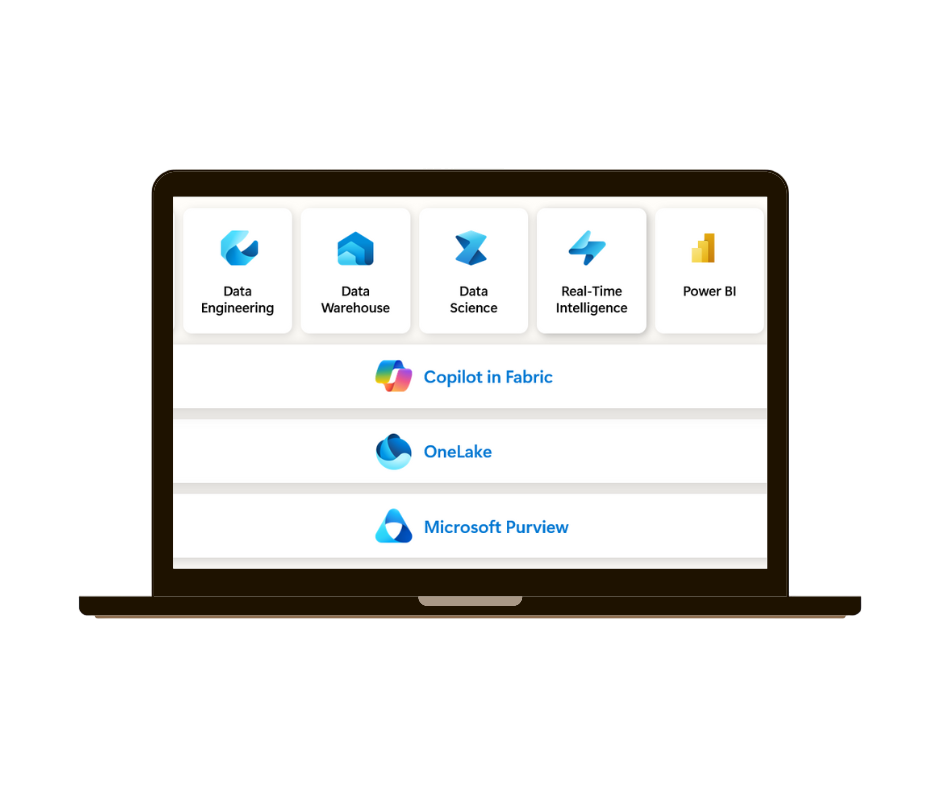 Data
Engineering
Data
Warehouse
Data
Science
Real-Time
Intelligence
Power BI
Copilot in Fabric
OneLake
Microsoft Purview